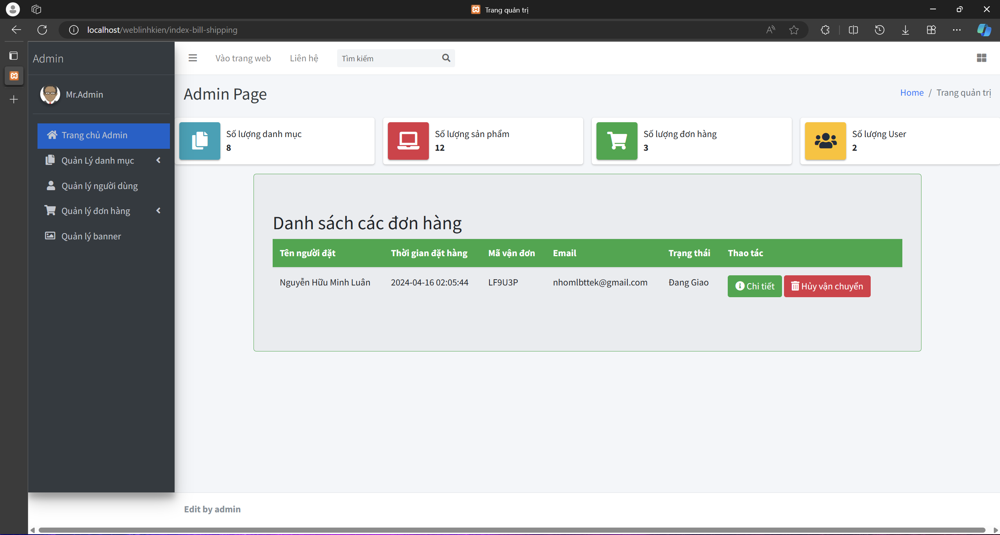 Trang quản trị
localhost/weblinhkien/index-bill-shipping
Admin
Vào trang web
Liên hệ
Tìm kiếm
Mr.Admin
Admin Page
Home / Trang quản trị
Trang chủ Admin
Quản Lý danh mục
Quản lý người dùng
Quản lý đơn hàng
Quản lý banner
Số lượng danh mục
8
Số lượng sản phẩm
12
Số lượng đơn hàng
3
Số lượng User
2
Danh sách các đơn hàng
Tên người đặt Thời gian đặt hàng Mã vận đơn Email Trạng thái Thao tác
Nguyễn Hữu Minh Luân 2024-04-16 02:05:44 LF9U3P nhomlbttek@gmail.com Đang Giao Chi tiết Hủy vận chuyển
Edit by admin